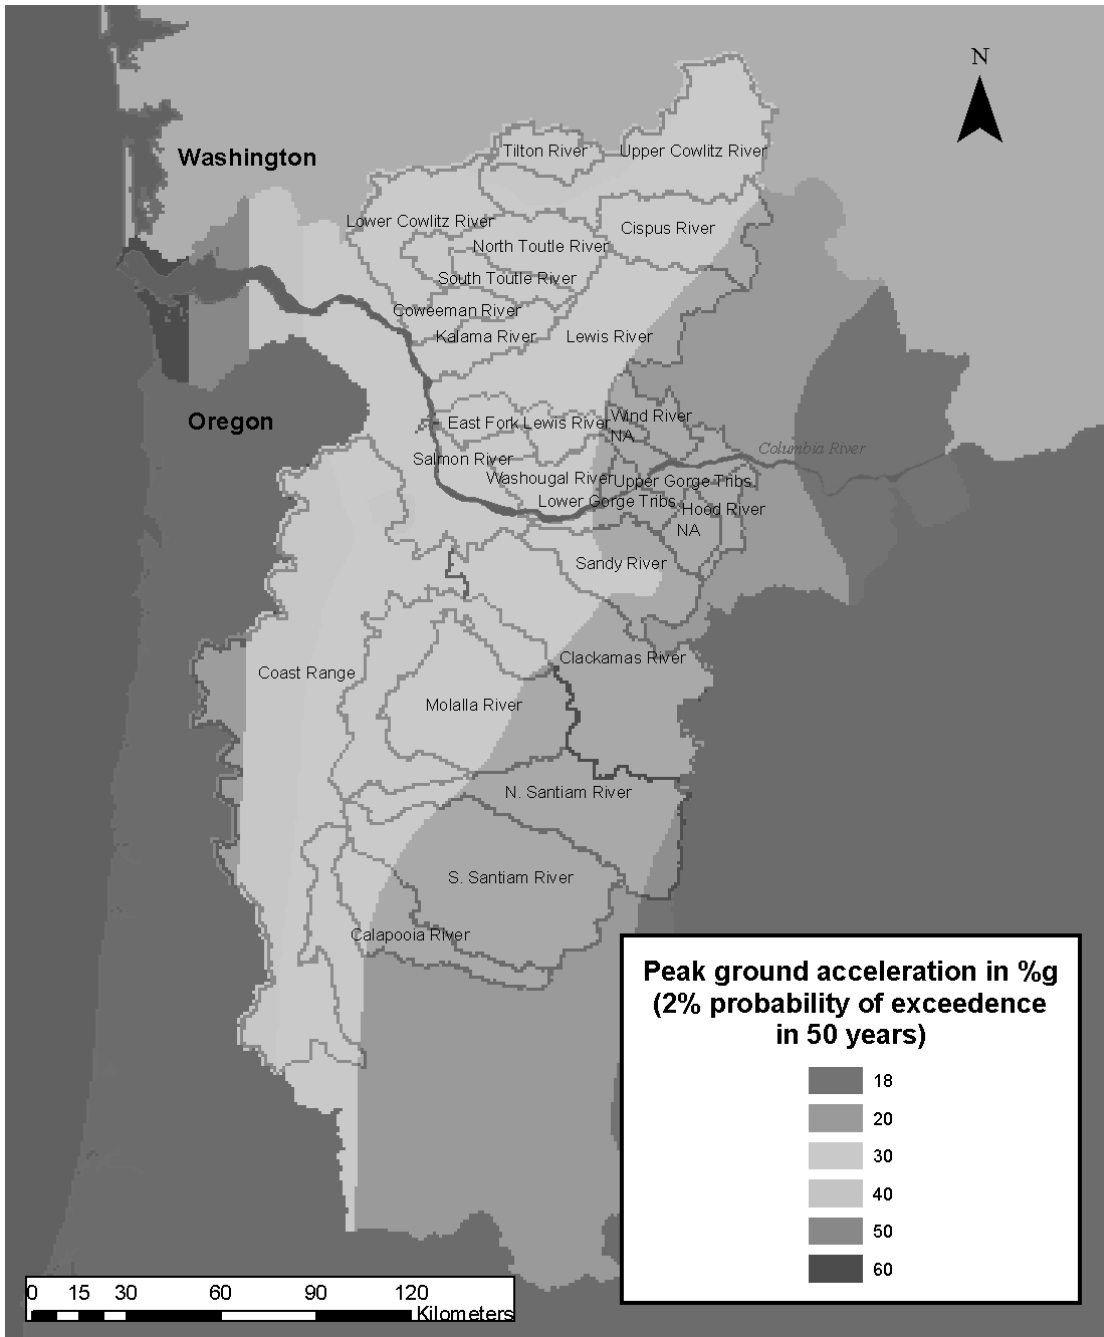 N
Washington
Tilton River
Upper Cowlitz River
Lower Cowlitz River
Cispus River
North Toutle River
South Toutle River
Coweeman River
Kalama River
Lewis River
Oregon
East Fork Lewis River
Wind River
NA
Columbia River
Salmon River
Washougal River
Upper Gorge Tribs
Lower Gorge Tribs
Hood River
NA
Sandy River
Clackamas River
Coast Range
Molalla River
N. Santiam River
S. Santiam River
Calapooia River
Peak ground acceleration in %g
(2% probability of exceedence
in 50 years)
18
20
30
40
50
60
0 15 30 60 90 120
Kilometers